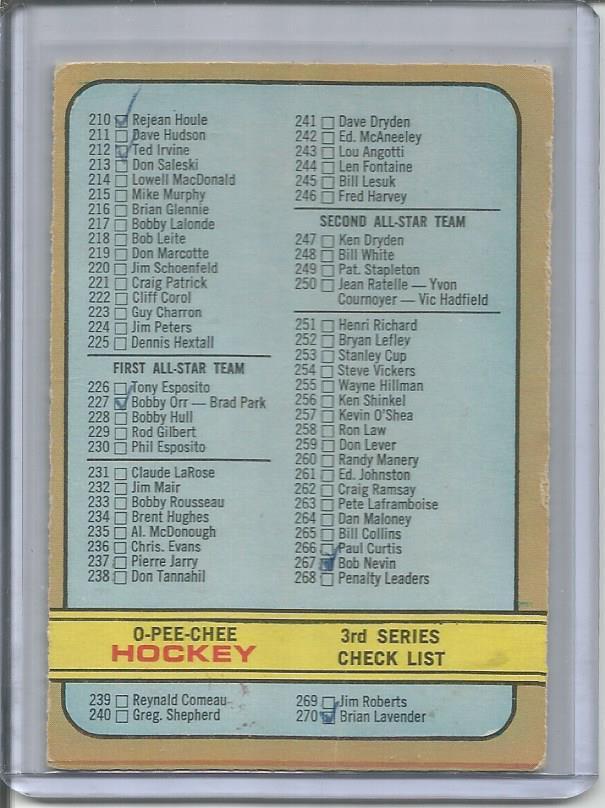 210 Rejean Houle
211 Dave Hudson
212 Ted Irvine
213 Don Saleski
214 Lowell MacDonald
215 Mike Murphy
216 Brian Glennie
217 Bobby Lalonde
218 Bob Leite
219 Don Marcotte
220 Jim Schoenfeld
221 Craig Patrick
222 Cliff Corol
223 Guy Charron
224 Jim Peters
225 Dennis Hextall
FIRST ALL-STAR TEAM
226 Tony Esposito
227 Bobby Orr — Brad Park
228 Bobby Hull
229 Rod Gilbert
230 Phil Esposito
231 Claude LaRose
232 Jim Mair
233 Bobby Rousseau
234 Brent Hughes
235 Al. McDonough
236 Chris. Evans
237 Pierre Jarry
238 Don Tannahil
241 Dave Dryden
242 Ed. McAneeley
243 Lou Angotti
244 Len Fontaine
245 Bill Lesuk
246 Fred Harvey
SECOND ALL-STAR TEAM
247 Ken Dryden
248 Bill White
249 Pat. Stapleton
250 Jean Ratelle — Yvon
Cournoyer — Vic Hadfield
251 Henri Richard
252 Bryan Lefley
253 Stanley Cup
254 Steve Vickers
255 Wayne Hillman
256 Ken Shinkel
257 Kevin O'Shea
258 Ron Law
259 Don Lever
260 Randy Manery
261 Ed. Johnston
262 Craig Ramsay
263 Pete Laframboise
264 Dan Maloney
265 Bill Collins
266 Paul Curtis
267 Bob Nevin
268 Penalty Leaders
O-PEE-CHEE
HOCKEY
3rd SERIES
CHECK LIST
239 Reynald Comeau
240 Greg. Shepherd
269 Jim Roberts
270 Brian Lavender